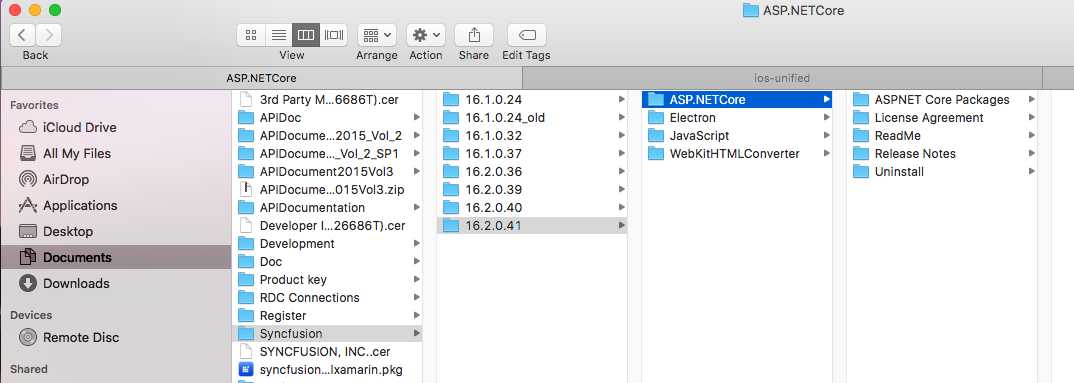 ASP.NETCore
Back
View
Arrange
Action
Share
Edit Tags
ASP.NETCore
ios-unified
Favorites
iCloud Drive
All My Files
AirDrop
Applications
Desktop
Documents
Downloads
Devices
Remote Disc
Shared
3rd Party M...6686T).cer
APIDoc
APIDocume...2015_Vol_2
APIDocume..._Vol_2_SP1
APIDocument2015Vol3
APIDocume...015Vol3.zip
APIDocumentation
Developer I...26686T).cer
Development
Doc
Product key
RDC Connections
Register
Syncfusion
SYNCFUSION, INC..cer
syncfusion...lxamarin.pkg
16.1.0.24
16.1.0.24_old
16.1.0.32
16.1.0.37
16.2.0.36
16.2.0.39
16.2.0.40
16.2.0.41
ASP.NETCore
Electron
JavaScript
WebKitHTMLConverter
ASPNET Core Packages
License Agreement
ReadMe
Release Notes
Uninstall